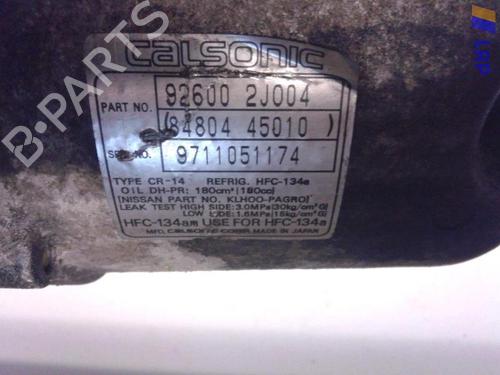 calsonic
PART NO. 92600 2J004
(84804 45010)
SER. NO. 9711051174
TYPE CR-14 REFRIG. HFC-134a
OIL DH-PR: 180cm³(180cc)
(NISSAN PART NO. KLH00-PAGR0)
LEAK TEST HIGH SIDE: 3.0MPa(30kg/cm²G)
LOW SIDE: 1.6MPa(16kg/cm²G)
HFC-134a USE FOR HFC-134a
MFD. CALSONIC CORP. MADE IN JAPAN
B-PARTS
LRP